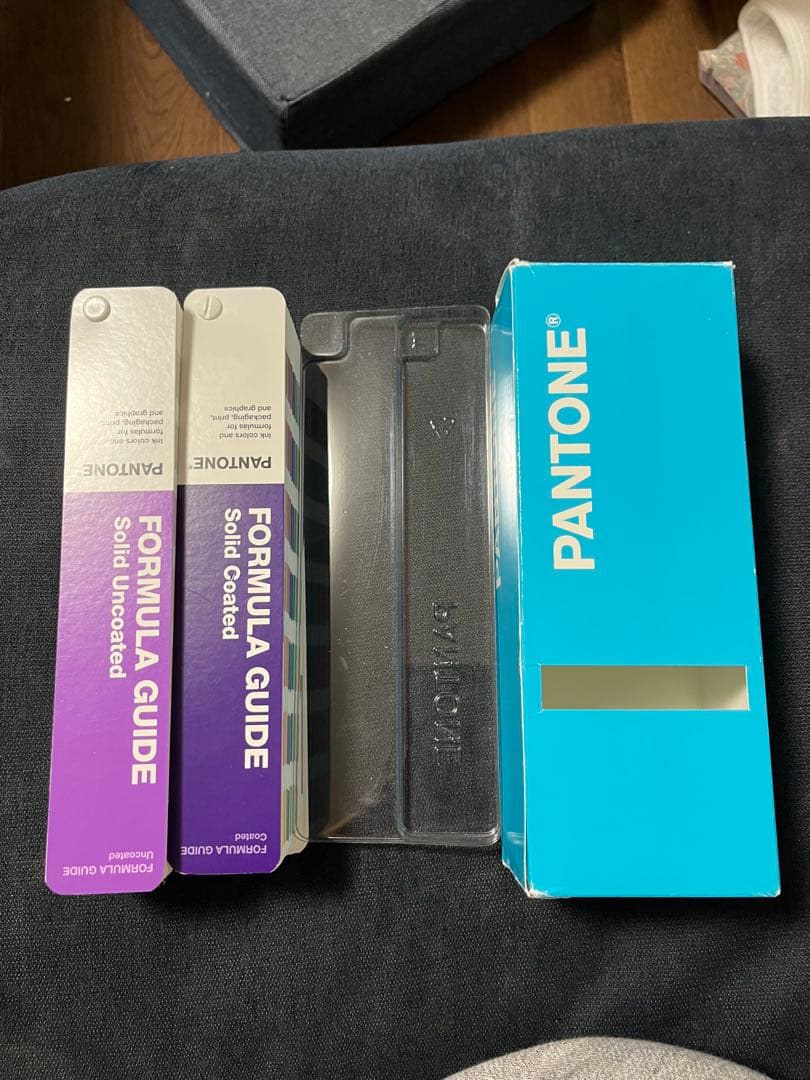 PANTONE®
Ink colors and
formulas for
packaging, print,
and graphics
FORMULA GUIDE
Solid Uncoated
FORMULA GUIDE
Uncoated
PANTONE®
Ink colors and
formulas for
packaging, print,
and graphics
FORMULA GUIDE
Solid Coated
FORMULA GUIDE
Coated
PANTONE
PANTONE®